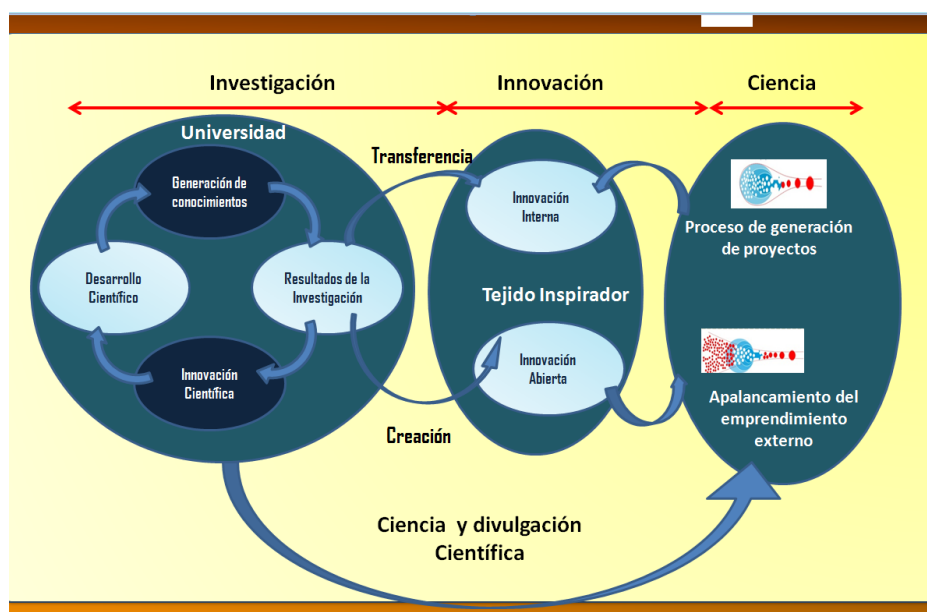 Investigación
Innovación
Ciencia
Universidad
Transferencia
Generación de
conocimientos
Innovación
Interna
Proceso de generación
de proyectos
Desarrollo
Científico
Resultados de la
Investigación
Tejido Inspirador
Innovación
Científica
Innovación
Abierta
Apalancamiento del
emprendimiento
externo
Creación
Ciencia y divulgación
Científica